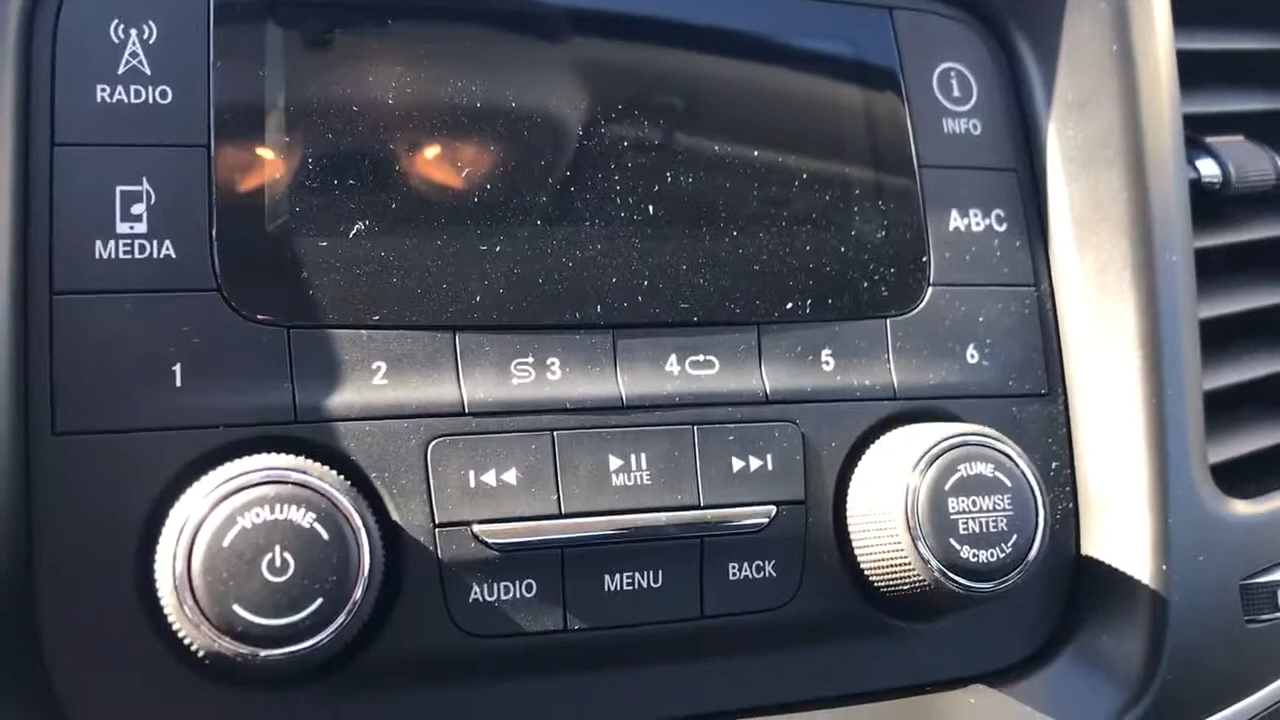 RADIO
INFO
MEDIA
A·B·C
1
2
3
4
5
6
MUTE
VOLUME
TUNE
BROWSE
ENTER
SCROLL
AUDIO
MENU
BACK